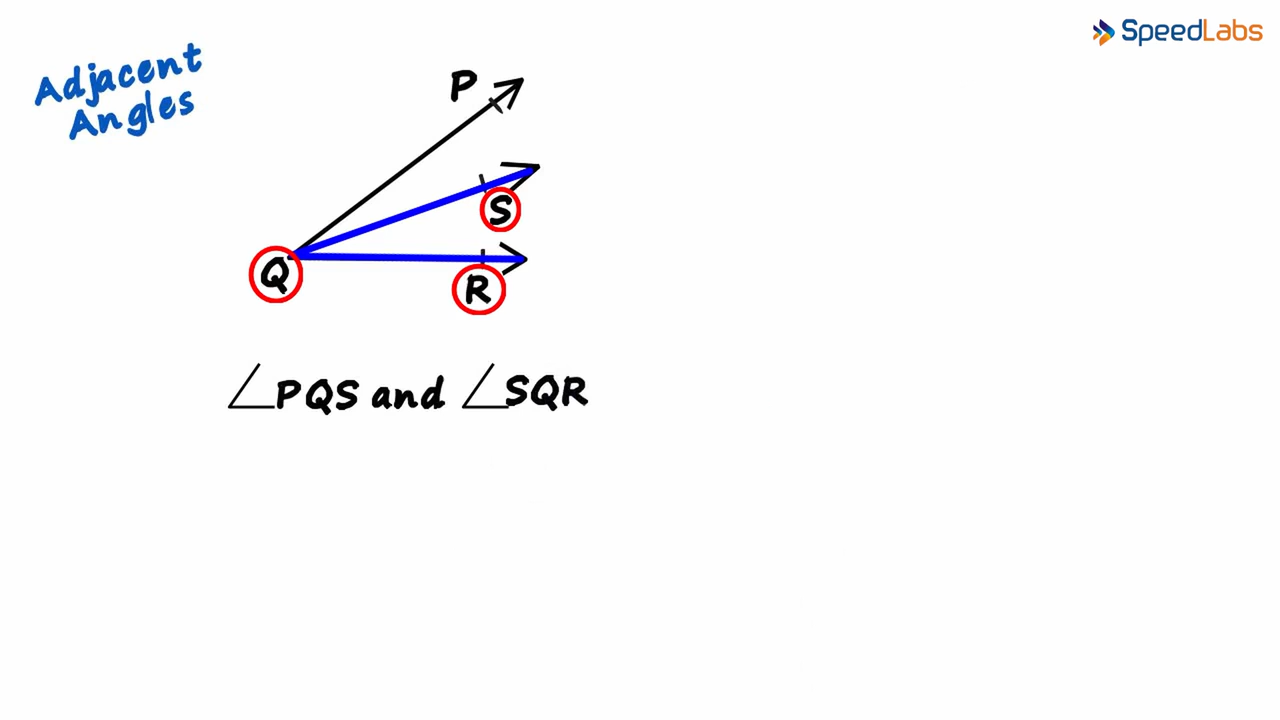 SpeedLabs
Adjacent
Angles
P
S
Q
R
∠PQS and ∠SQR